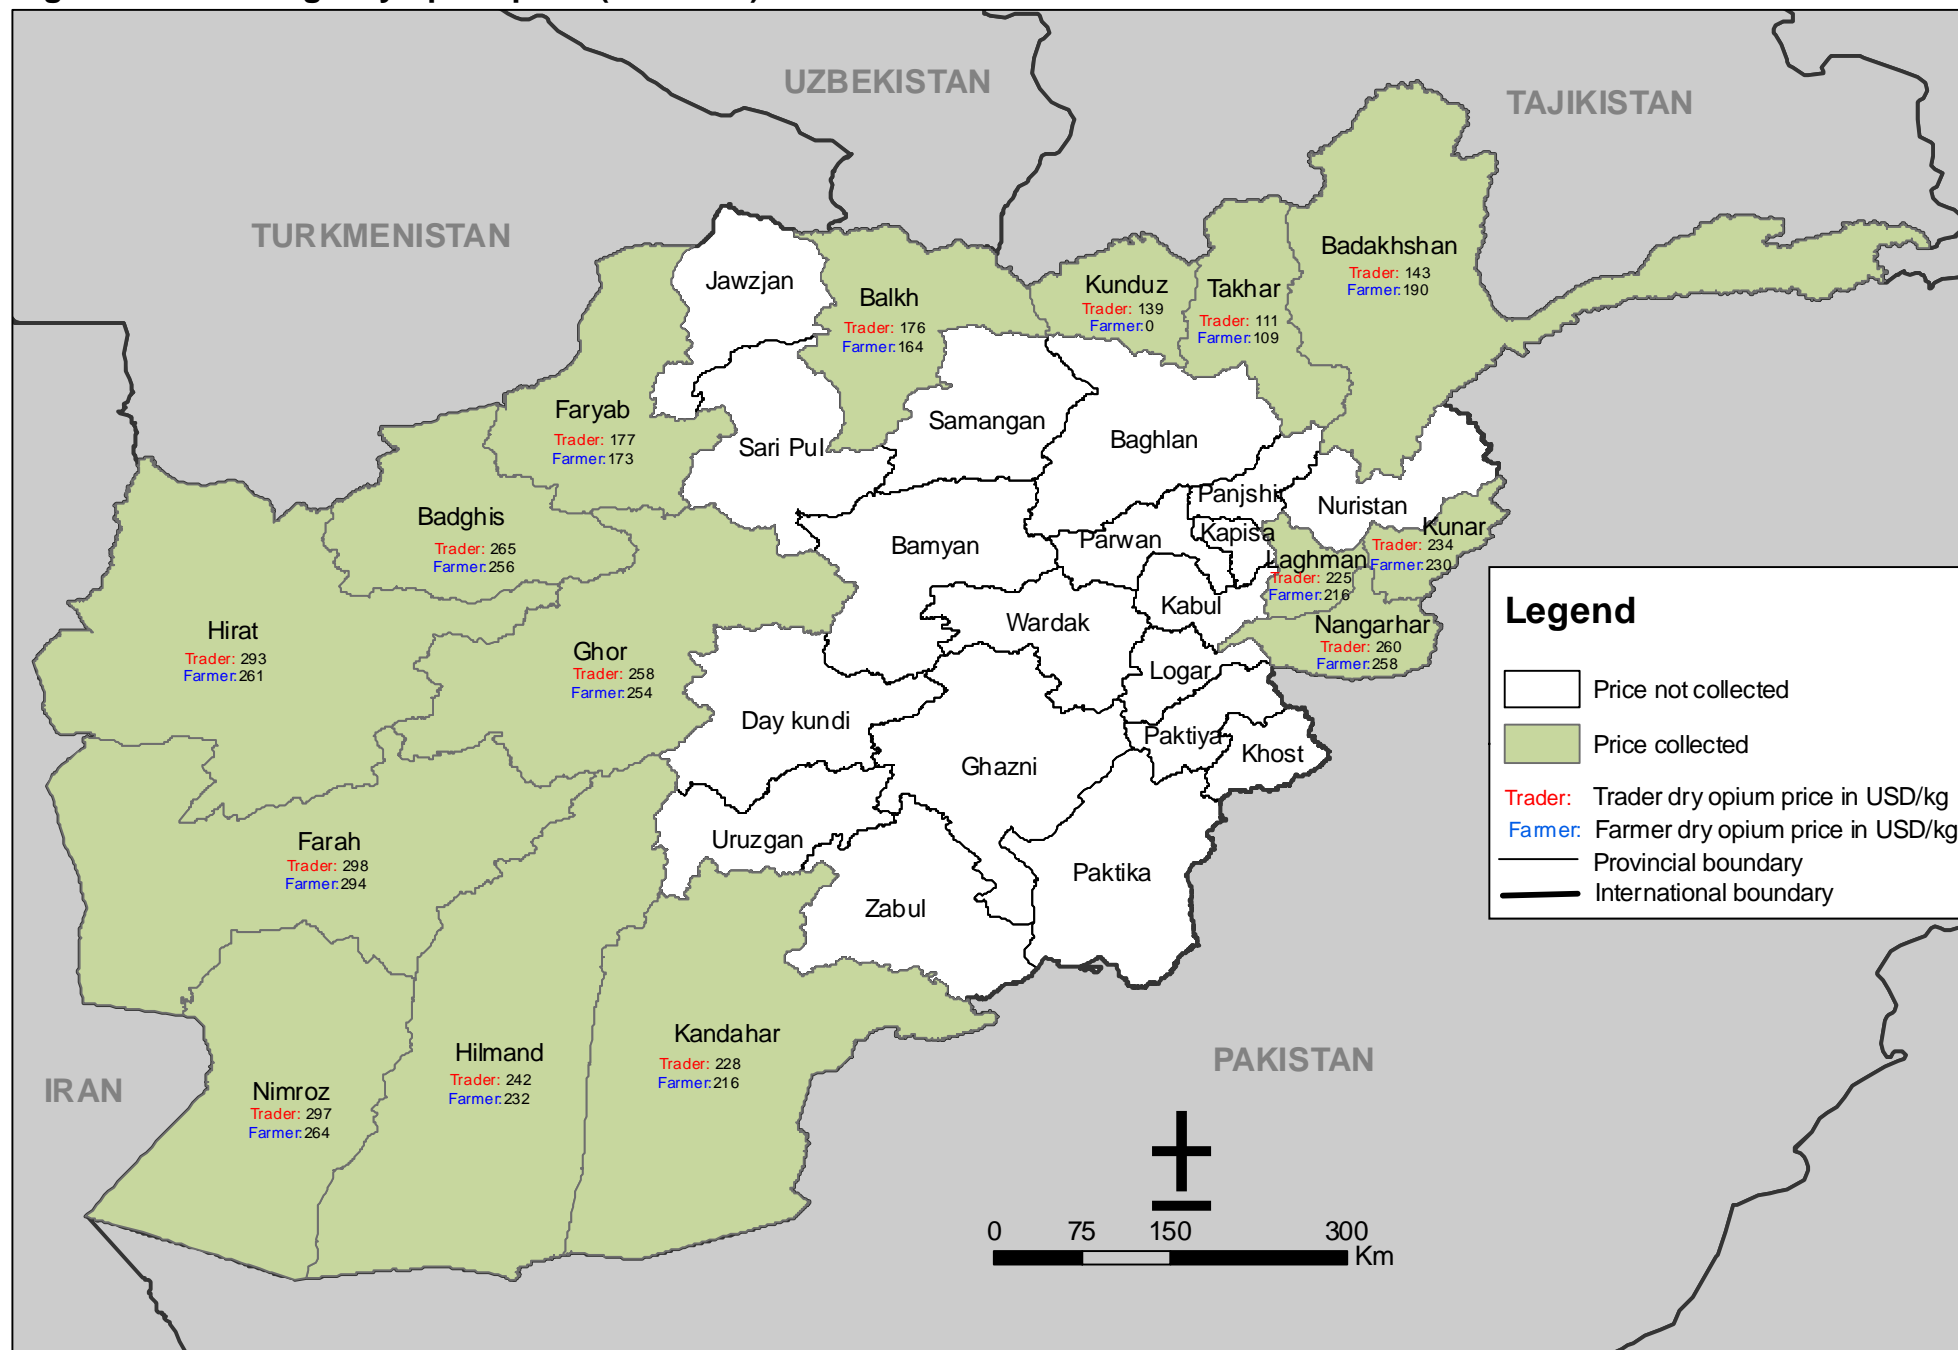 UZBEKISTAN
TAJIKISTAN
TURKMENISTAN
Badakhshan
Trader: 143
Farmer:190
Jawzjan
Balkh
Trader: 176
Farmer:164
Kunduz
Trader: 139
Farmer:0
Takhar
Trader: 111
Farmer:109
Faryab
Trader: 177
Farmer:173
Sari Pul
Samangan
Baghlan
Badghis
Trader: 265
Farmer:256
Bamyan
Panjshir
Parwan
Kapisa
Nuristan
Kunar
Trader: 234
Farmer:230
Laghman
Trader: 225
Farmer:216
Hirat
Trader: 293
Farmer:261
Ghor
Trader: 258
Farmer:254
Wardak
Kabul
Nangarhar
Trader: 260
Farmer:258
Logar
Day kundi
Ghazni
Paktiya
Khost
Farah
Trader: 298
Farmer:294
Uruzgan
Zabul
Paktika
Nimroz
Trader: 297
Farmer:264
Hilmand
Trader: 242
Farmer:232
Kandahar
Trader: 228
Farmer:216
IRAN
PAKISTAN
Legend
Price not collected
Price collected
Trader: Trader dry opium price in USD/kg
Farmer: Farmer dry opium price in USD/kg
Provincial boundary
International boundary
0 75 150 300
Km